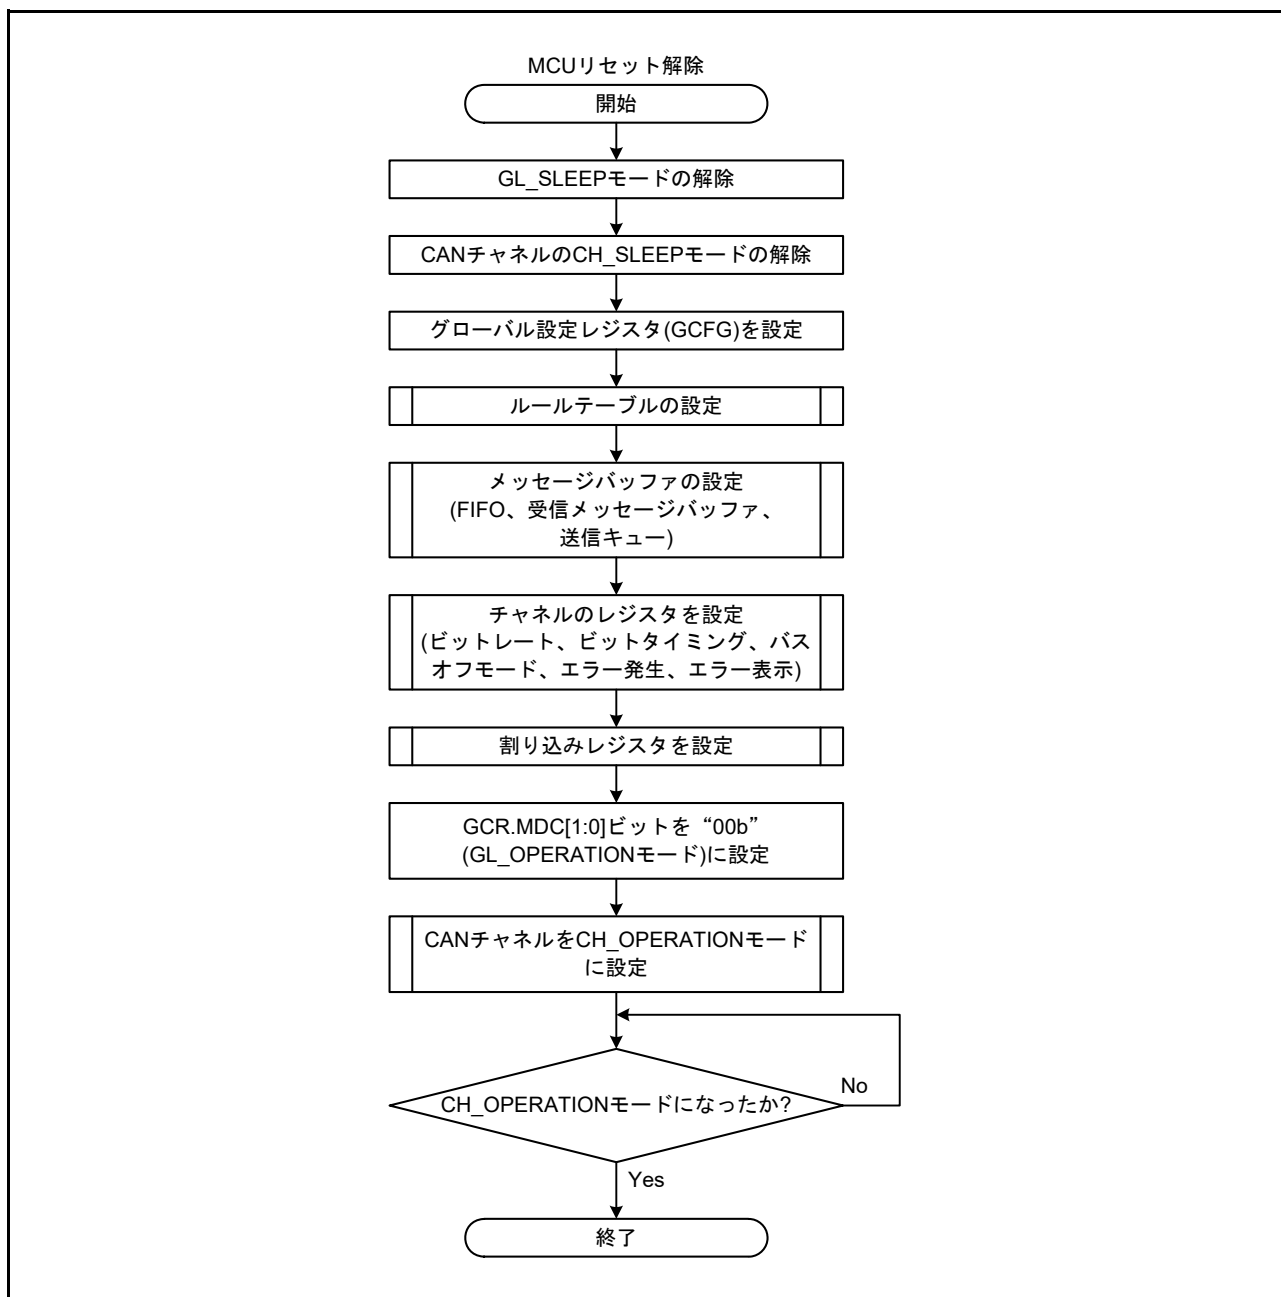 MCUリセット解除
開始
GL_SLEEPモードの解除
CANチャネルのCH_SLEEPモードの解除
グローバル設定レジスタ(GCFG)を設定
ルールテーブルの設定
メッセージバッファの設定
(FIFO、受信メッセージバッファ、
送信キュー)
チャネルのレジスタを設定
(ビットレート、ビットタイミング、バス
オフモード、エラー発生、エラー表示)
割り込みレジスタを設定
GCR.MDC[1:0]ビットを“00b”
(GL_OPERATIONモード)に設定
CANチャネルをCH_OPERATIONモード
に設定
CH_OPERATIONモードになったか?
No
Yes
終了